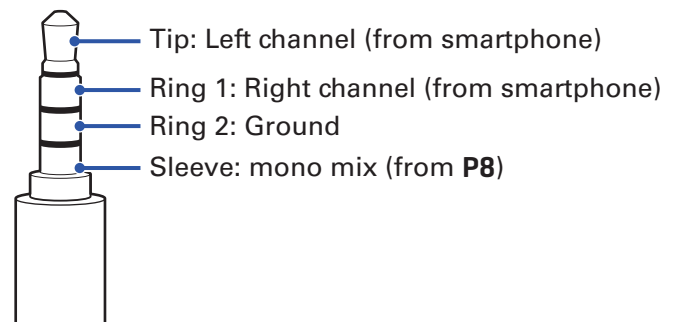 Tip: Left channel (from smartphone)
Ring 1: Right channel (from smartphone)
Ring 2: Ground
Sleeve: mono mix (from P8)